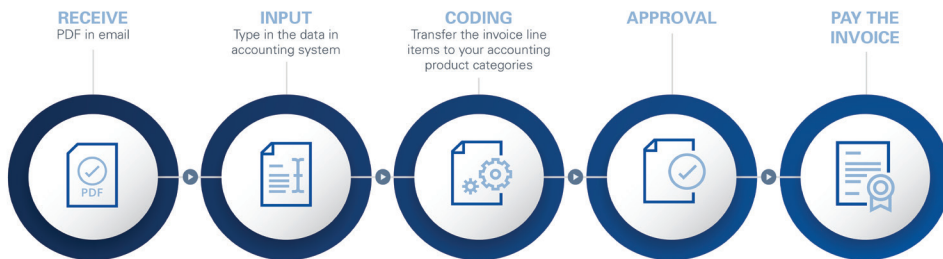 RECEIVE
PDF in email
INPUT
Type in the data in
accounting system
CODING
Transfer the invoice line
items to your accounting
product categories
APPROVAL
PAY THE
INVOICE
PDF